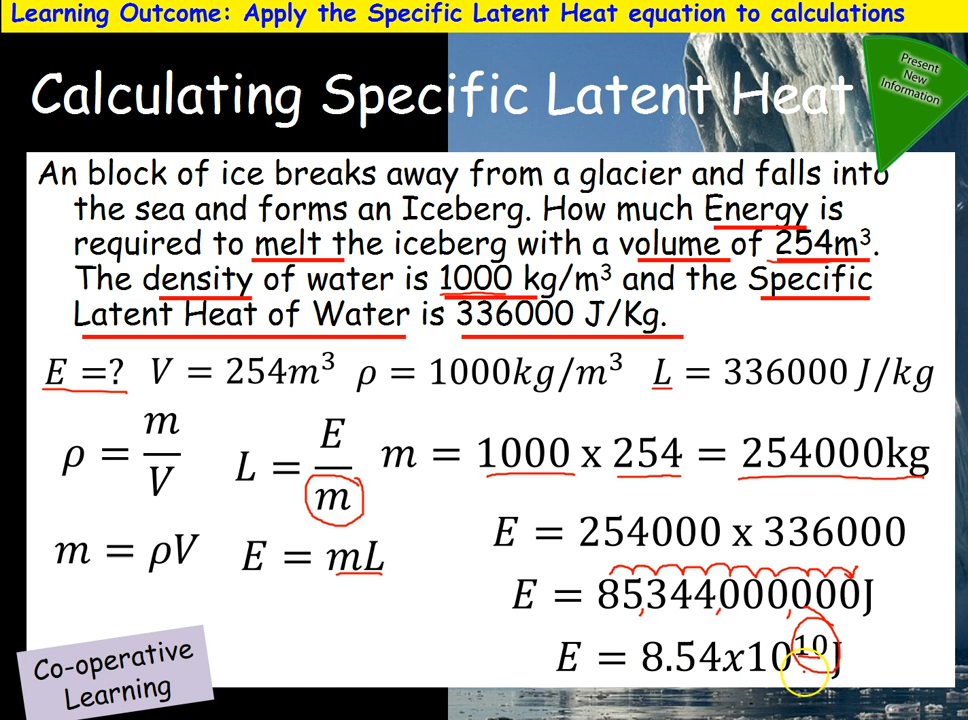 Learning Outcome: Apply the Specific Latent Heat equation to calculations
Calculating Specific Latent Heat
Present
New
Information
An block of ice breaks away from a glacier and falls into
the sea and forms an Iceberg. How much Energy is
required to melt the iceberg with a volume of 254m³.
The density of water is 1000 kg/m³ and the Specific
Latent Heat of Water is 336000 J/Kg.
E =? V = 254m³ ρ = 1000kg/m³ L = 336000 J/kg
ρ = m/V L = E/m m = 1000 x 254 = 254000kg
m = ρV E = mL E = 254000 x 336000
E = 85344000000J
E = 8.54x10¹⁰J
Co-operative
Learning